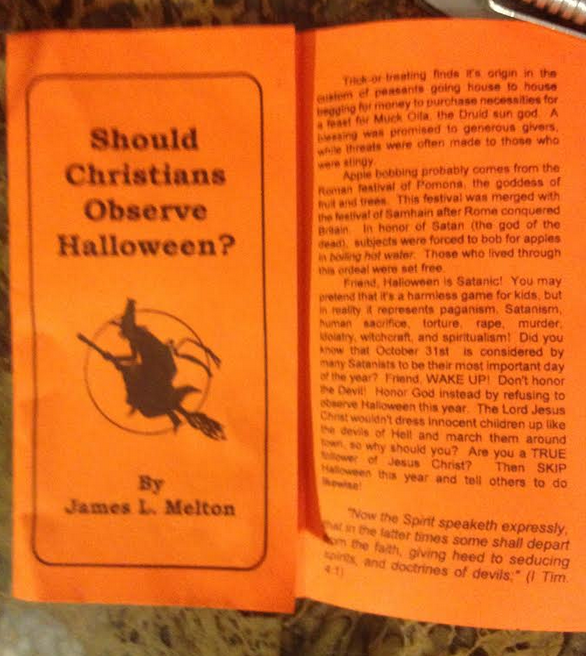 Should
Christians
Observe
Halloween?
By
James L. Melton
Trick-or-treating finds it's origin in the
custom of peasants going house to house
begging for money to purchase necessities for
a feast for Muck Olla, the Druid sun god. A
blessing was promised to generous givers,
while threats were often made to those who
were stingy.
Apple bobbing probably comes from the
Roman festival of Pomona, the goddess of
fruit and trees. This festival was merged with
the festival of Samhain after Rome conquered
Britain. In honor of Satan (the god of the
dead), subjects were forced to bob for apples
in boiling hot water. Those who lived through
this ordeal were set free.
Friend, Halloween is Satanic! You may
pretend that it's a harmless game for kids, but
in reality it represents paganism, Satanism,
human sacrifice, torture, rape, murder,
idolatry, witchcraft, and spiritualism! Did you
know that October 31st is considered by
many Satanists to be their most important day
of the year? Friend, WAKE UP! Don't honor
the Devil! Honor God instead by refusing to
observe Halloween this year. The Lord Jesus
Christ wouldn't dress innocent children up like
the devils of Hell and march them around
town, so why should you? Are you a TRUE
follower of Jesus Christ? Then SKIP
Halloween this year and tell others to do
likewise!
"Now the Spirit speaketh expressly,
that in the latter times some shall depart
from the faith, giving heed to seducing
spirits, and doctrines of devils;" (I Tim.
4:1)